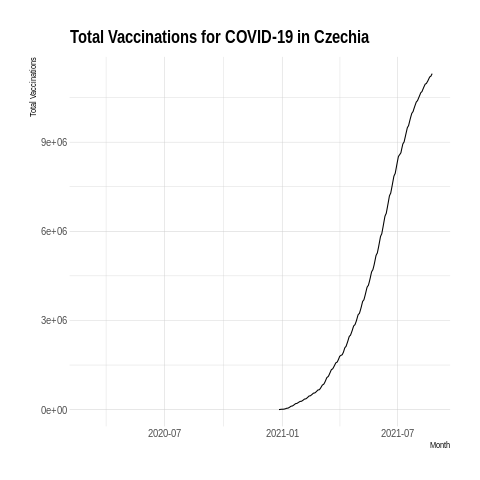 Total Vaccinations for COVID-19 in Czechia
Total Vaccinations
9e+06
6e+06
3e+06
0e+00
2020-07 2021-01 2021-07
Month